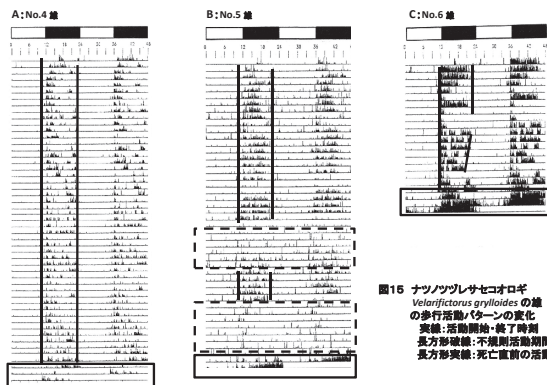 A:No.4 雄
B:No.5 雄
C:No.6 雄
図15 ナツノツヅレサセコオロギ
Velarifictorus grylloides の雄
の歩行活動パターンの変化
実線:活動開始・終了時刻
長方形破線:不規則活動期間
長方形実線:死亡直前の活動